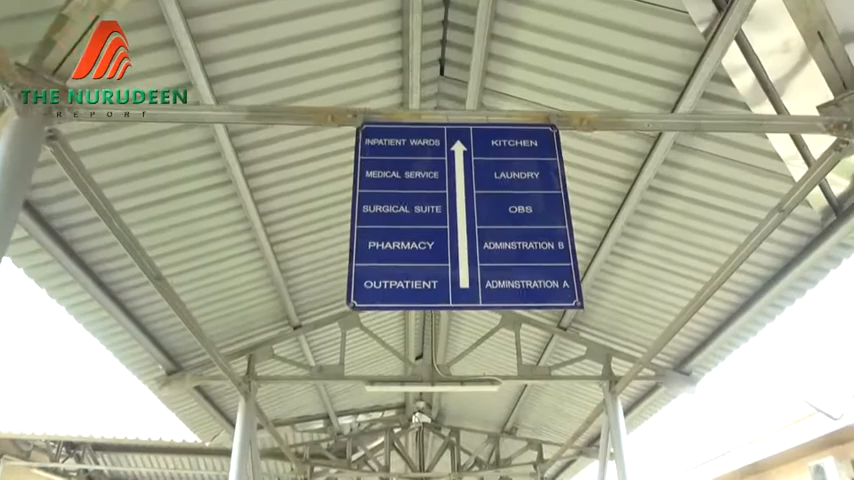 THE NURUDEEN
REPORT
INPATIENT WARDS
MEDICAL SERVICE
SURGICAL SUITE
PHARMACY
OUTPATIENT
KITCHEN
LAUNDRY
OBS
ADMINSTRATION B
ADMINSTRATION A